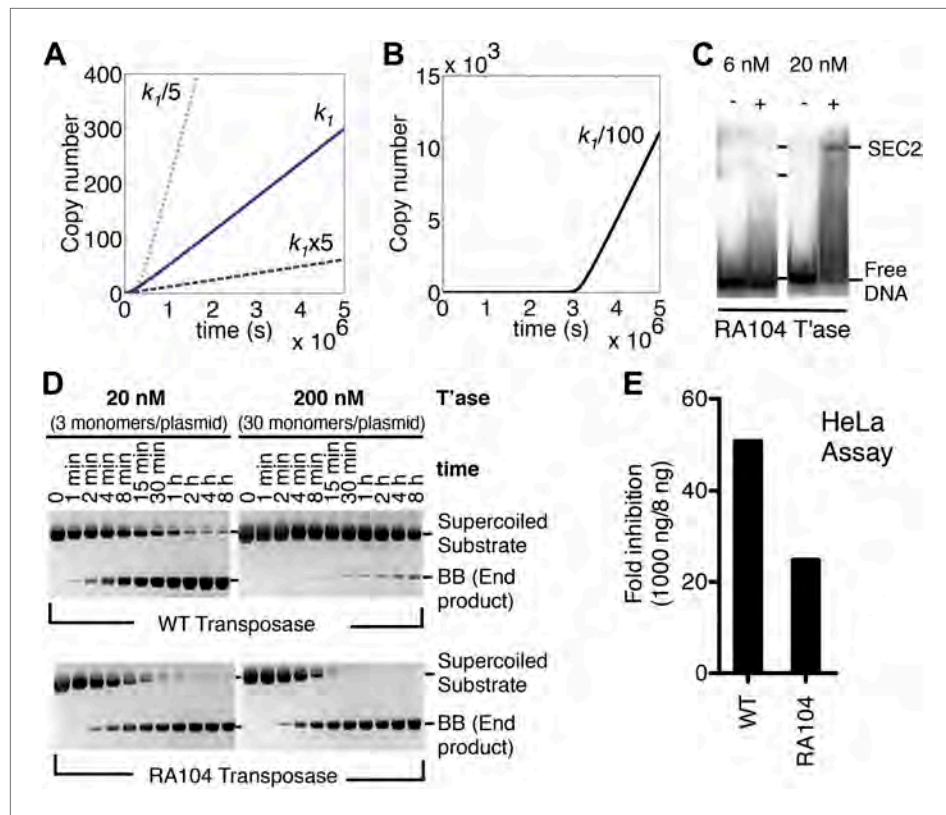 A
400
300
200
100
0
Copy number
k1/5
k1
k1x5
0 1 2 3 4 5
time (s)
x 10^6
B
15 x 10^3
10
5
0
Copy number
k1/100
0 1 2 3 4 5
time (s)
x 10^6
C
6 nM 20 nM
- + - +
SEC2
Free
DNA
RA104 T'ase
D
20 nM 200 nM T'ase
(3 monomers/plasmid) (30 monomers/plasmid)
0 1 min 2 min 4 min 8 min 15 min 30 min 1 h 2 h 4 h 8 h
0 1 min 2 min 4 min 8 min 15 min 30 min 1 h 2 h 4 h 8 h
time
Supercoiled
Substrate
BB (End
product)
WT Transposase
Supercoiled
Substrate
BB (End
product)
RA104 Transposase
E
60
40
20
0
Fold inhibition
(1000 ng/8 ng)
HeLa
Assay
WT
RA104